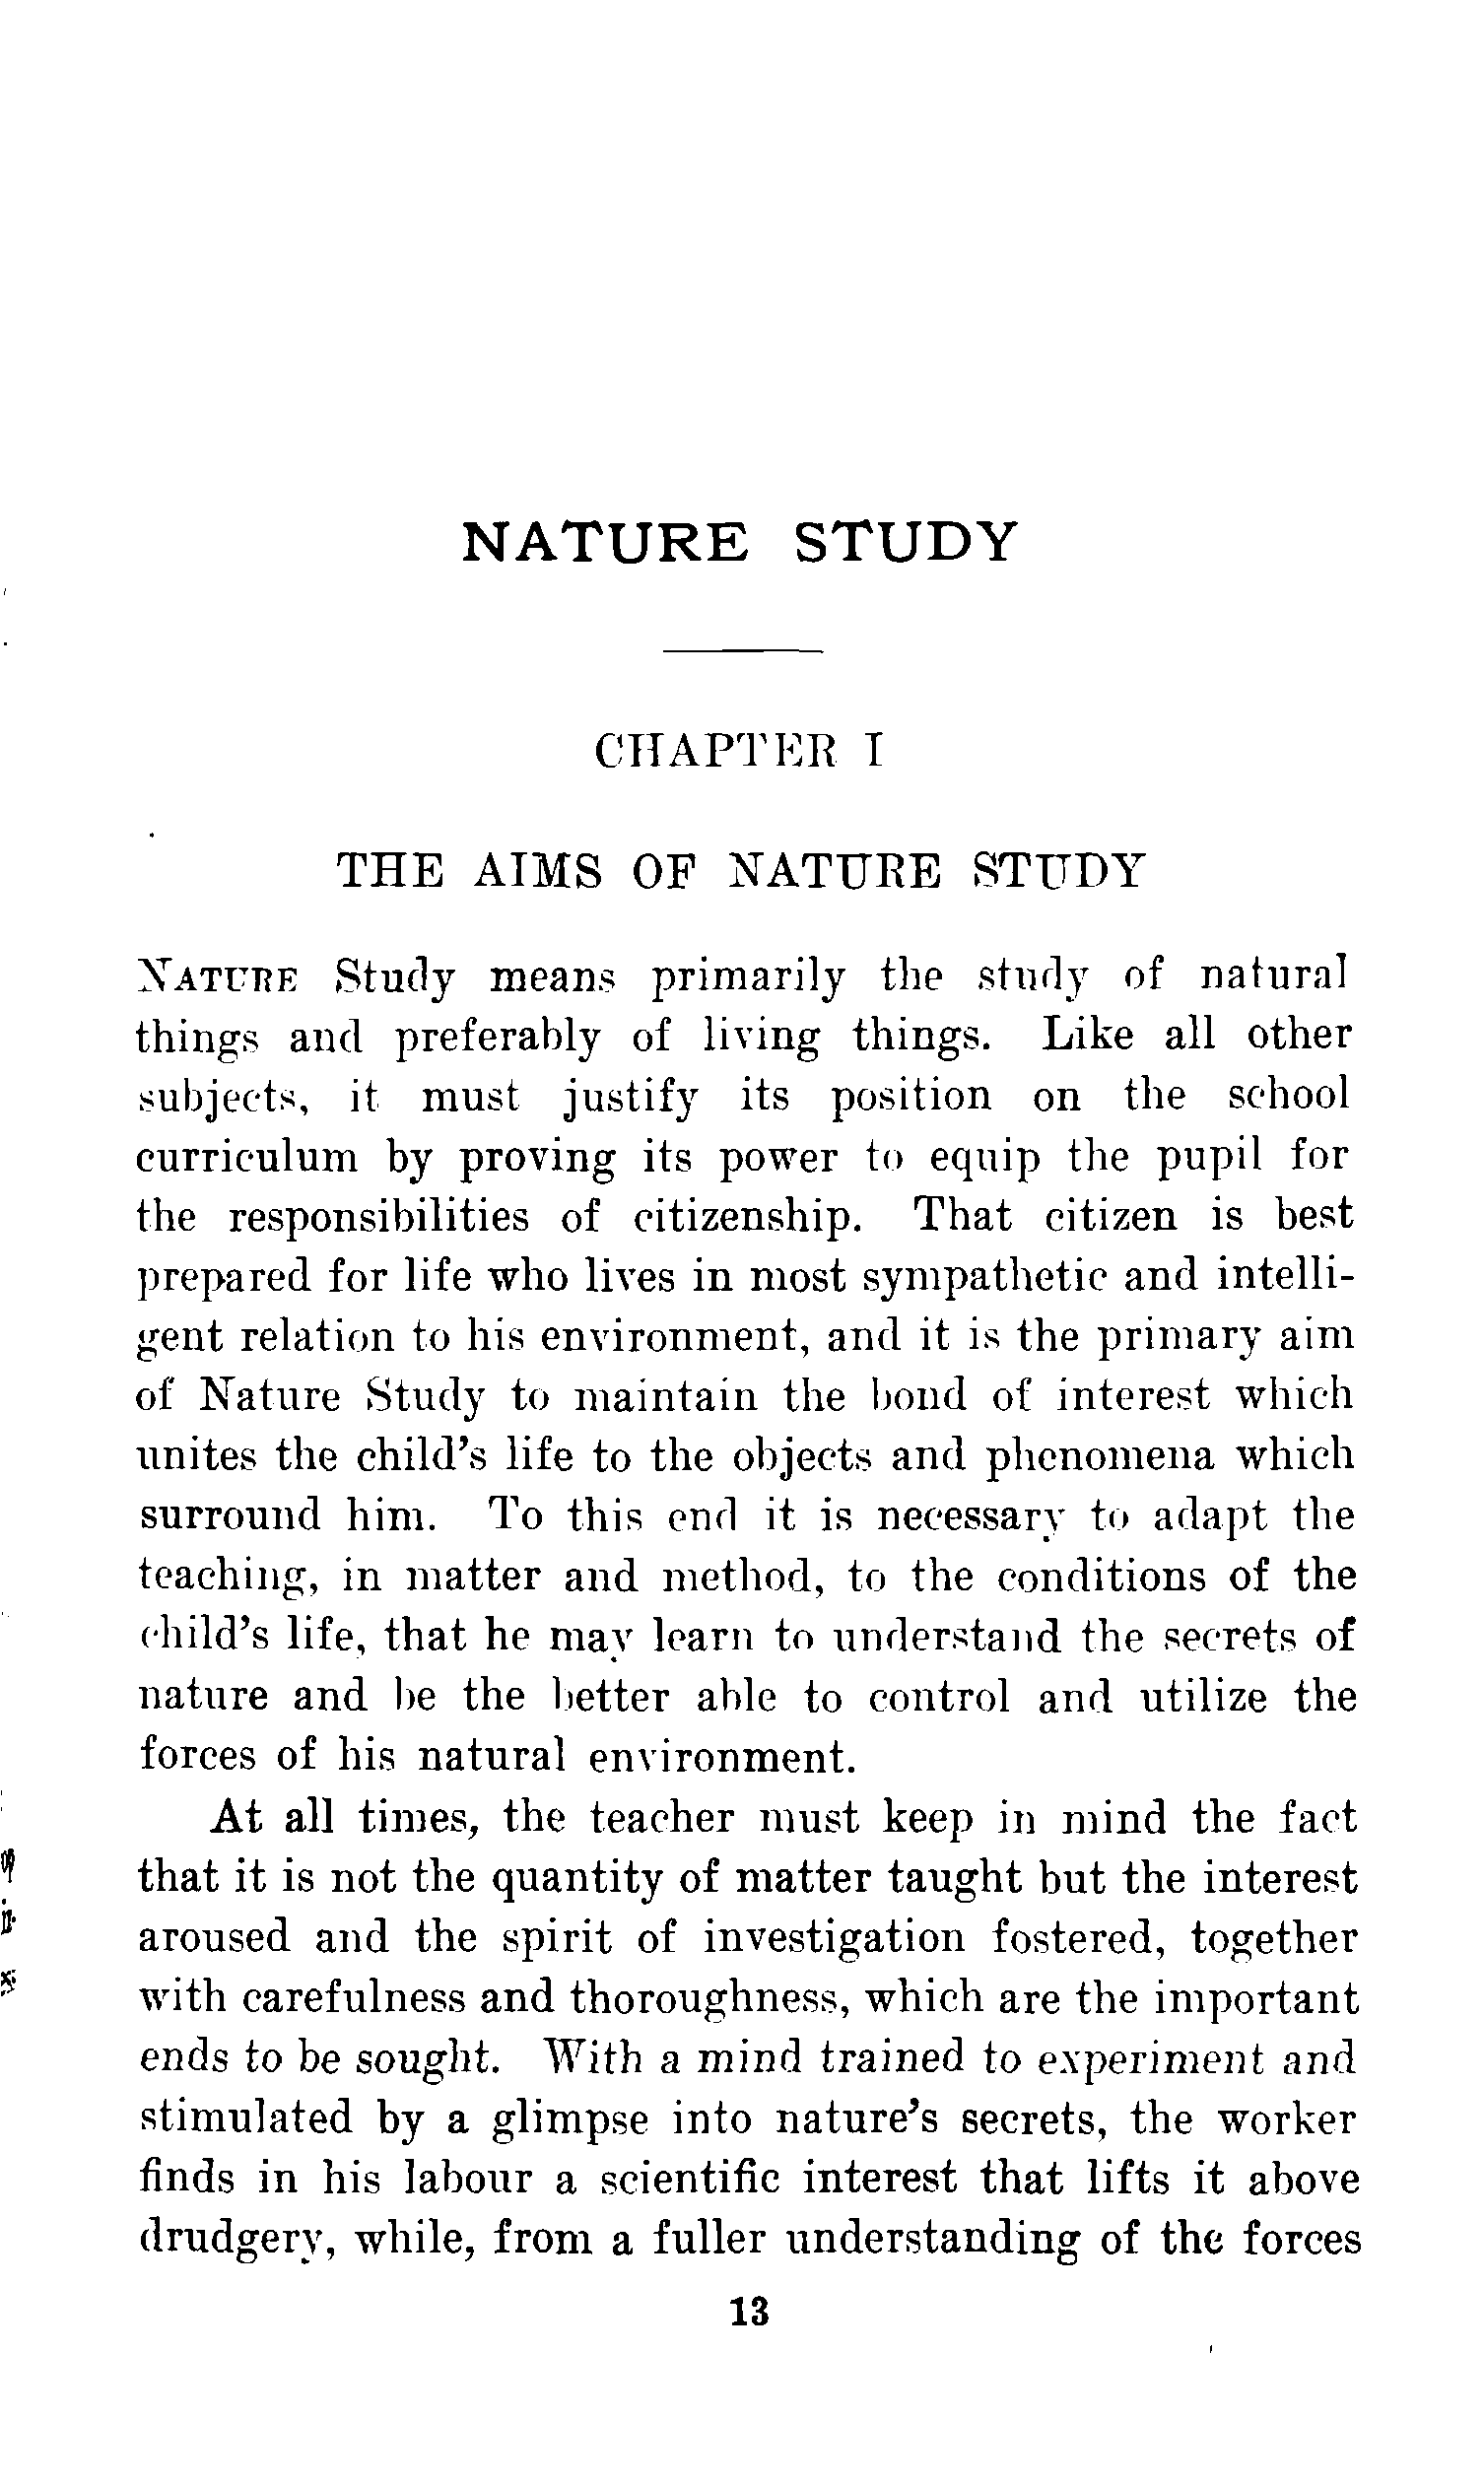 NATURE STUDY
CHAPTER I
THE AIMS OF NATURE STUDY
NATURE Study means primarily the study of natural
things and preferably of living things. Like all other
subjects, it must justify its position on the school
curriculum by proving its power to equip the pupil for
the responsibilities of citizenship. That citizen is best
prepared for life who lives in most sympathetic and intelli-
gent relation to his environment, and it is the primary aim
of Nature Study to maintain the bond of interest which
unites the child's life to the objects and phenomena which
surround him. To this end it is necessary to adapt the
teaching, in matter and method, to the conditions of the
child's life, that he may learn to understand the secrets of
nature and be the better able to control and utilize the
forces of his natural environment.
At all times, the teacher must keep in mind the fact
that it is not the quantity of matter taught but the interest
aroused and the spirit of investigation fostered, together
with carefulness and thoroughness, which are the important
ends to be sought. With a mind trained to experiment and
stimulated by a glimpse into nature's secrets, the worker
finds in his labour a scientific interest that lifts it above
drudgery, while, from a fuller understanding of the forces
13